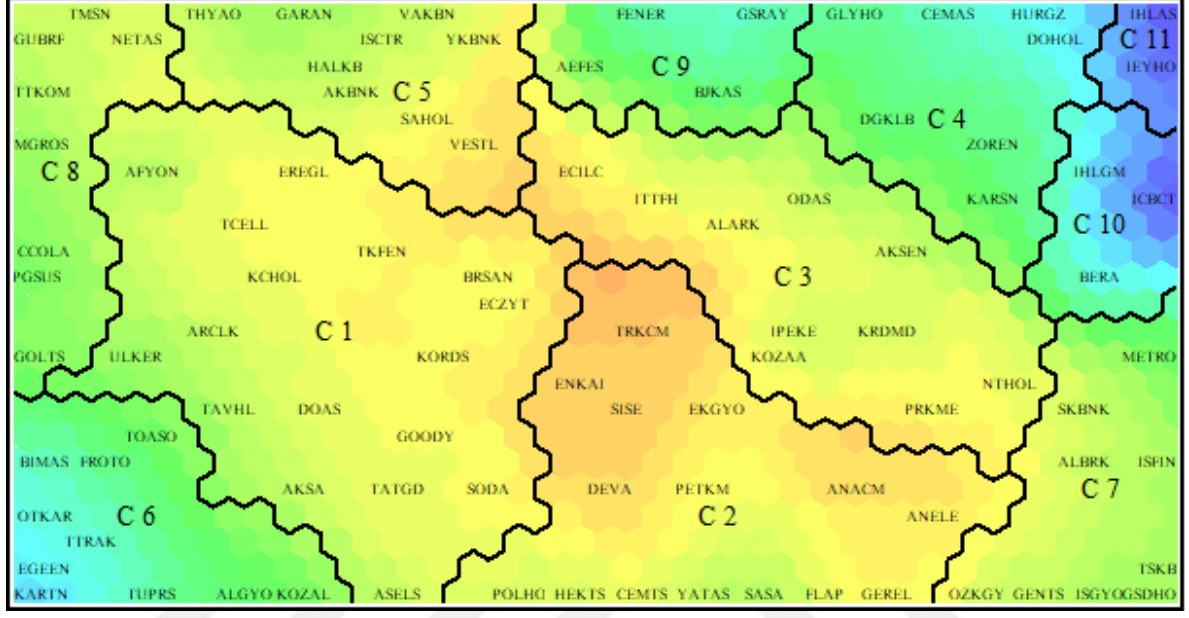 TMSN THYAO GARAN VAKBN FENER GSRAY GLYHO CEMAS HURGZ IHLAS
GUBRF NETAS ISCTR YKBNK DOHOL C 11
HALKB AEFES C 9 IEYHO
TTKOM AKBNK C 5 BJKAS
SAHOL DGKLB C 4
MGROS VESTL ZOREN
C 8 AFYON EREGL ECILC IHLGM
ITTFH ODAS KARSN ICBCT
TCELL ALARK C 10
CCOLA TKFEN AKSEN
PGSUS KCHOL BRSAN C 3 BERA
ECZYT
ARCLK C 1 TRKCM IPEKE KRDMD
GOLTS ULKER KORDS KOZAA METRO
ENKAI NTHOL
TAVHL DOAS SISE EKGYO PRKME SKBNK
TOASO GOODY
BIMAS FROTO ALBRK ISFIN
AKSA TATGD SODA DEVA PETKM ANACM C 7
OTKAR C 6 C 2 ANELE
TTRAK
EGEEN TSKB
KARTN TUPRS ALGYO KOZAL ASELS POLHO HEKTS CEMTS YATAS SASA FLAP GEREL OZKGY GENTS ISGYO GSDHO